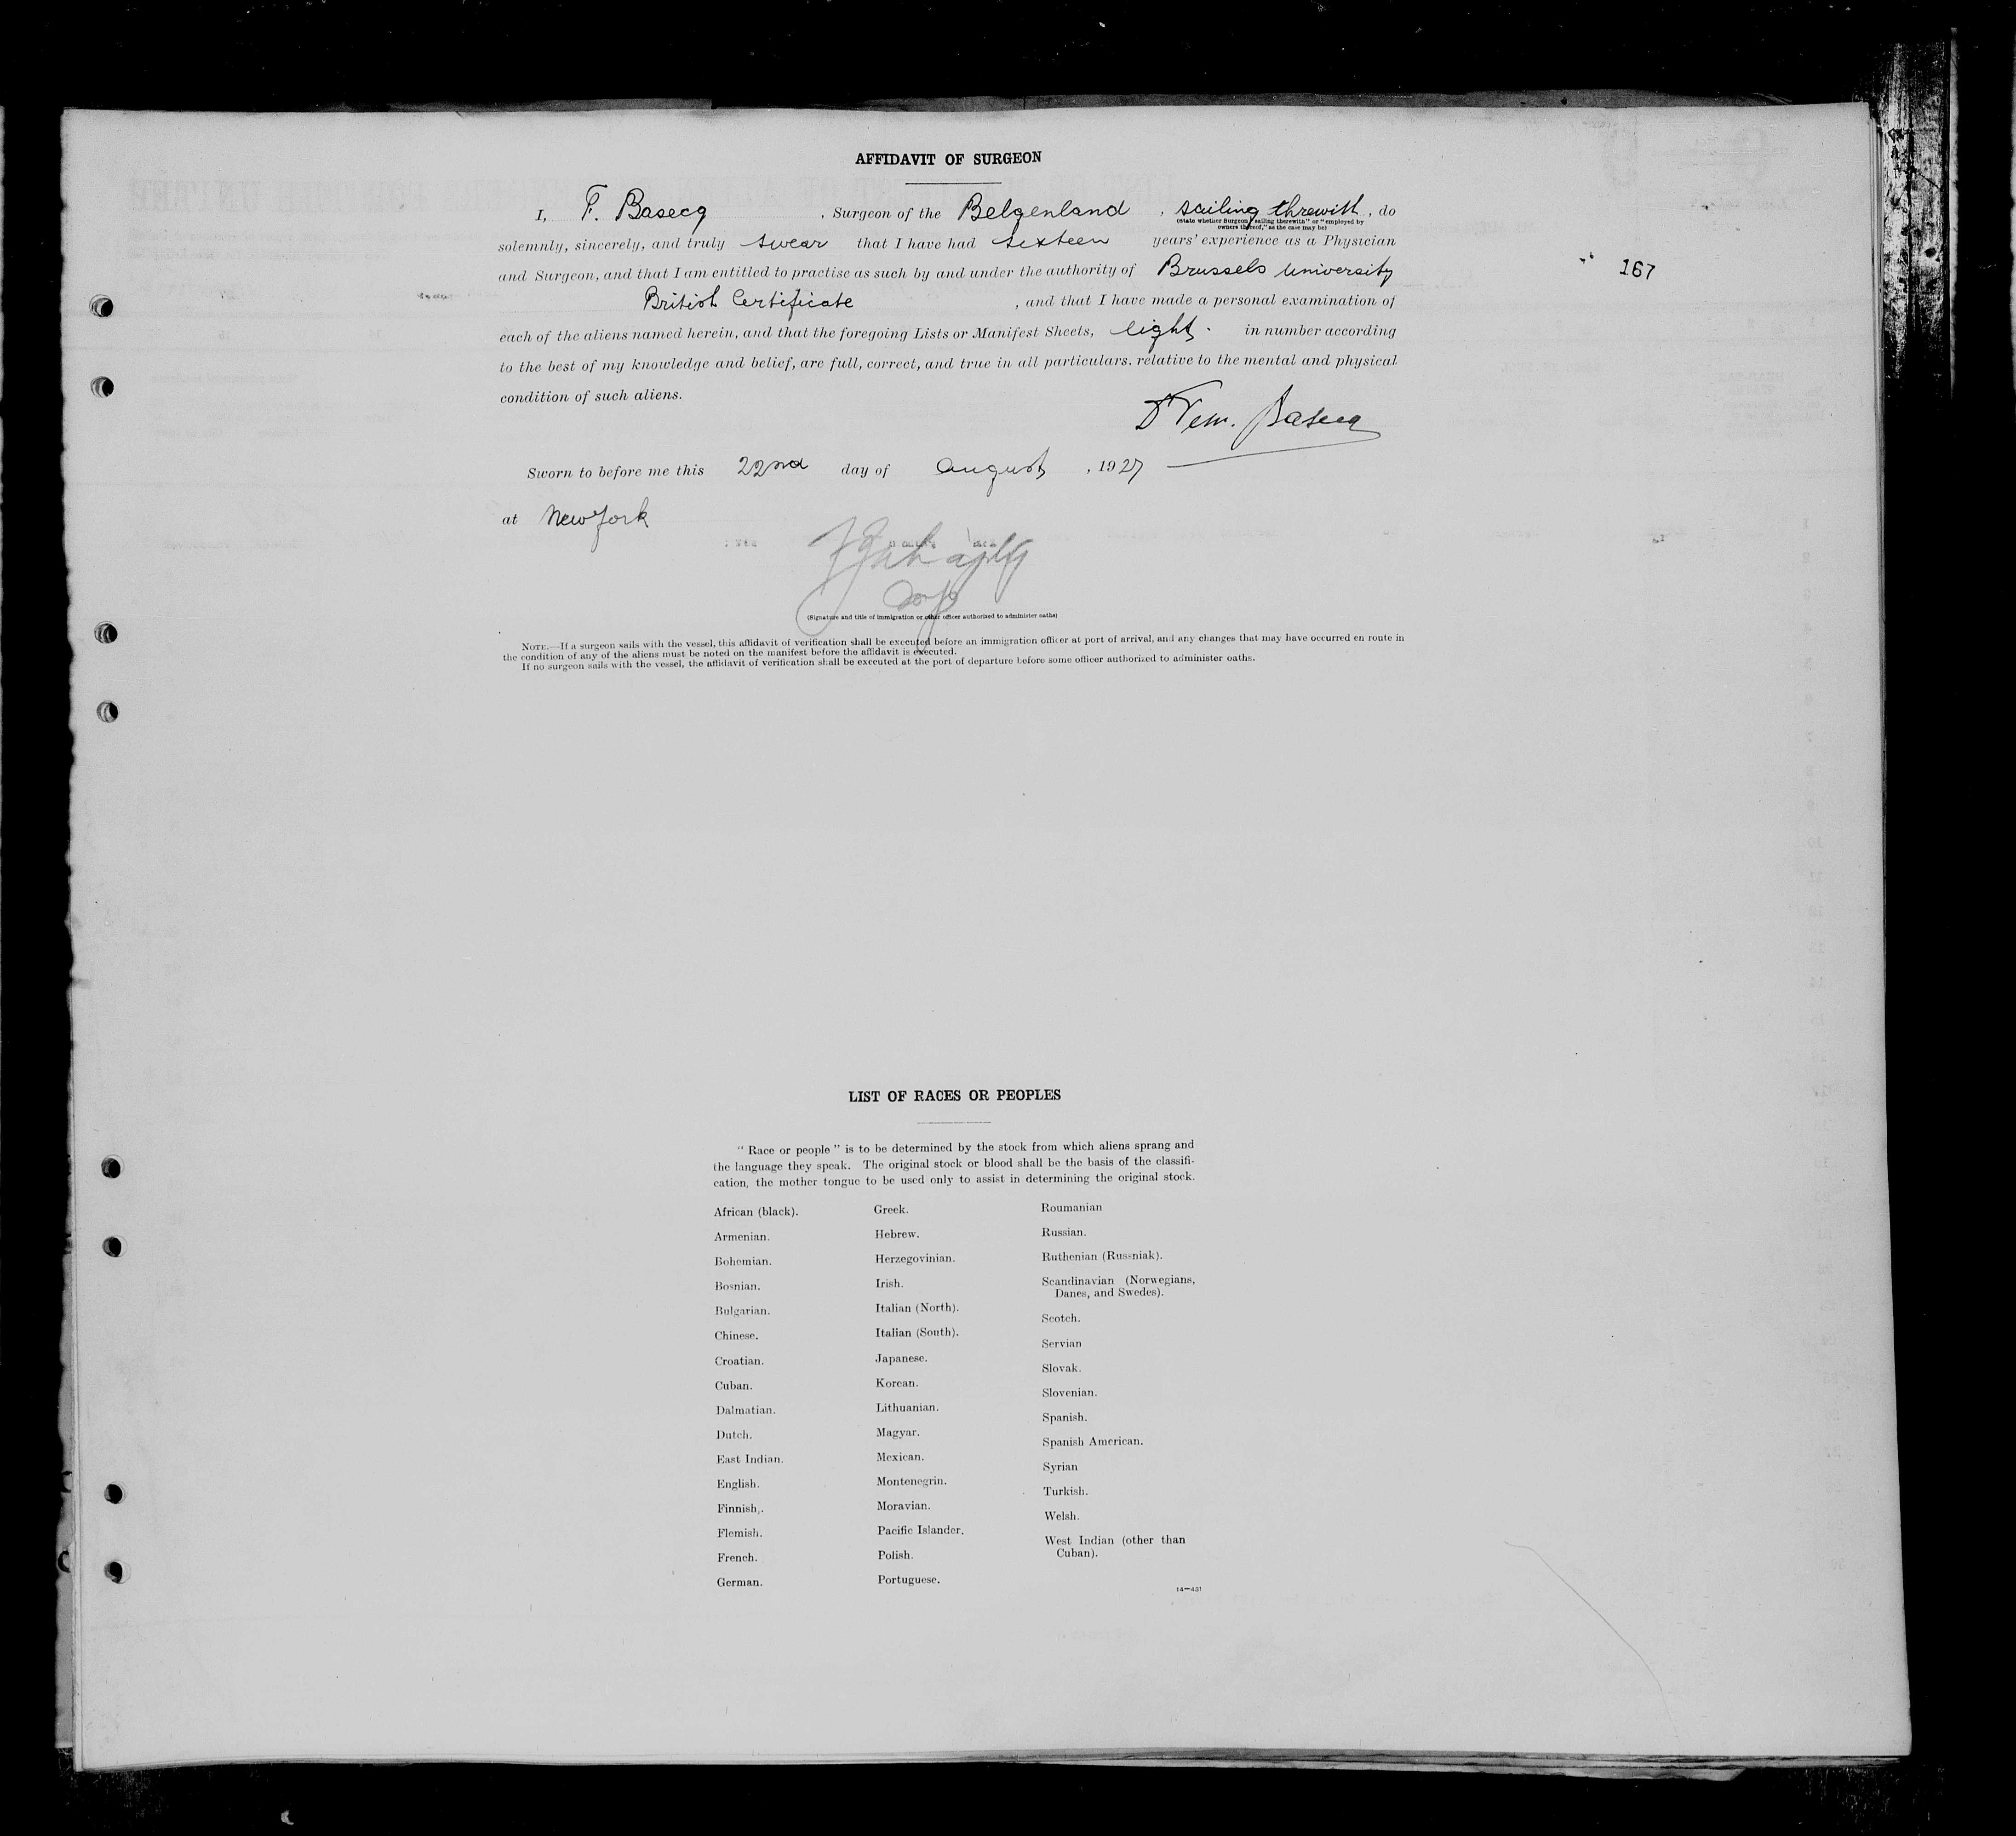 AFFIDAVIT OF SURGEON
I, F. Basecq , Surgeon of the Belgenland , sailing threwith , do
(State whether Surgeon "sailing therewith" or "employed by
owners thereof," as the case may be)
solemnly, sincerely, and truly swear that I have had sixteen years' experience as a Physician
and Surgeon, and that I am entitled to practise as such by and under the authority of Brussels University
167
British Certificate , and that I have made a personal examination of
each of the aliens named herein, and that the foregoing Lists or Manifest Sheets, eight. in number according
to the best of my knowledge and belief, are full, correct, and true in all particulars. relative to the mental and physical
condition of such aliens.
Dr Fern. Basecq
Sworn to before me this 22nd day of August , 1927
at New York
(Signature and title of immigration or other officer authorized to administer oaths)
NOTE.—If a surgeon sails with the vessel, this affidavit of verification shall be executed before an immigration officer at port of arrival, and any changes that may have occurred en route in
the condition of any of the aliens must be noted on the manifest before the affidavit is executed.
If no surgeon sails with the vessel, the affidavit of verification shall be executed at the port of departure before some officer authorized to administer oaths.
LIST OF RACES OR PEOPLES
" Race or people " is to be determined by the stock from which aliens sprang and
the language they speak. The original stock or blood shall be the basis of the classifi-
cation, the mother tongue to be used only to assist in determining the original stock.
African (black).
Armenian.
Bohemian.
Bosnian.
Bulgarian.
Chinese.
Croatian.
Cuban.
Dalmatian.
Dutch.
East Indian.
English.
Finnish.
Flemish.
French.
German.
Greek.
Hebrew.
Herzegovinian.
Irish.
Italian (North).
Italian (South).
Japanese.
Korean.
Lithuanian.
Magyar.
Mexican.
Montenegrin.
Moravian.
Pacific Islander.
Polish.
Portuguese.
Roumanian
Russian.
Ruthenian (Russniak).
Scandinavian (Norwegians,
Danes, and Swedes).
Scotch.
Servian
Slovak.
Slovenian.
Spanish.
Spanish American.
Syrian
Turkish.
Welsh.
West Indian (other than
Cuban).
14—431